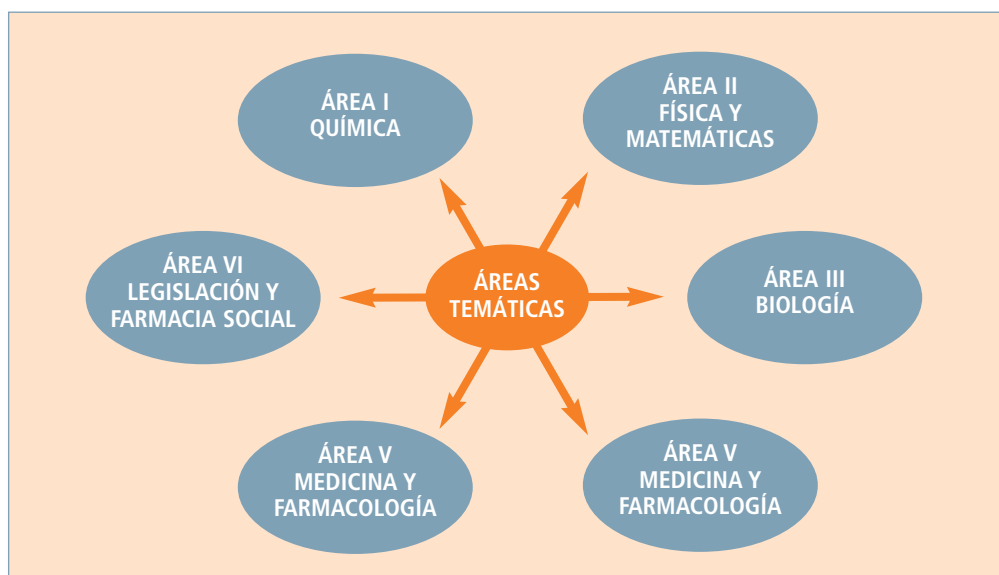 ÁREA I
QUÍMICA
ÁREA II
FÍSICA Y
MATEMÁTICAS
ÁREA VI
LEGISLACIÓN Y
FARMACIA SOCIAL
ÁREAS
TEMÁTICAS
ÁREA III
BIOLOGÍA
ÁREA V
MEDICINA Y
FARMACOLOGÍA
ÁREA V
MEDICINA Y
FARMACOLOGÍA